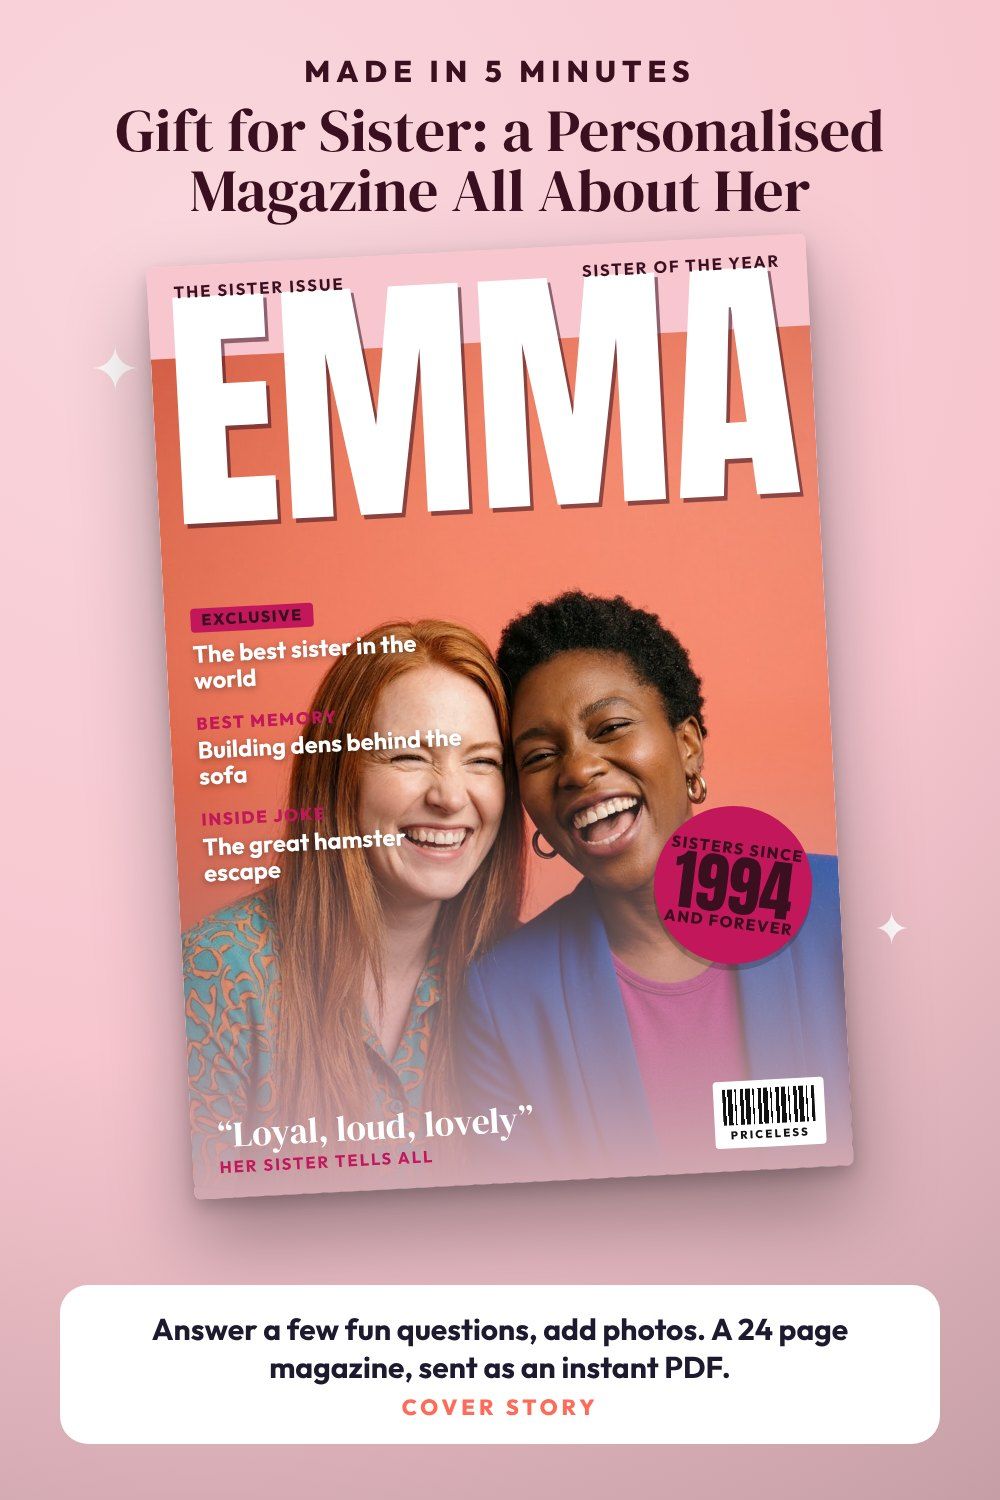 MADE IN 5 MINUTES
Gift for Sister: a Personalised
Magazine All About Her
THE SISTER ISSUE
SISTER OF THE YEAR
EMMA
EXCLUSIVE
The best sister in the
world
BEST MEMORY
Building dens behind the
sofa
INSIDE JOKE
The great hamster
escape
SISTERS SINCE
1994
AND FOREVER
“Loyal, loud, lovely”
HER SISTER TELLS ALL
PRICELESS
Answer a few fun questions, add photos. A 24 page
magazine, sent as an instant PDF.
COVER STORY